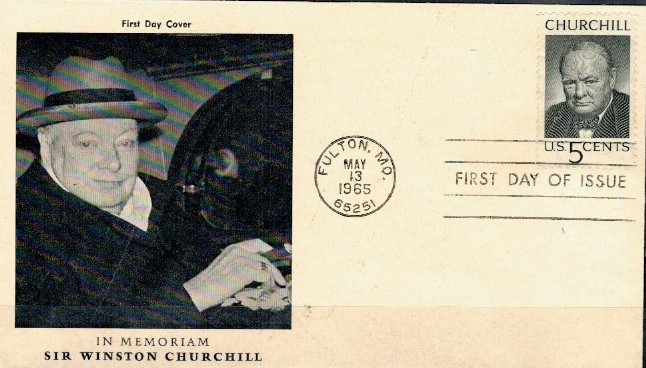 First Day Cover
CHURCHILL
U.S. 5 CENTS
FULTON, MO.
MAY
13
1965
65251
FIRST DAY OF ISSUE
IN MEMORIAM
SIR WINSTON CHURCHILL